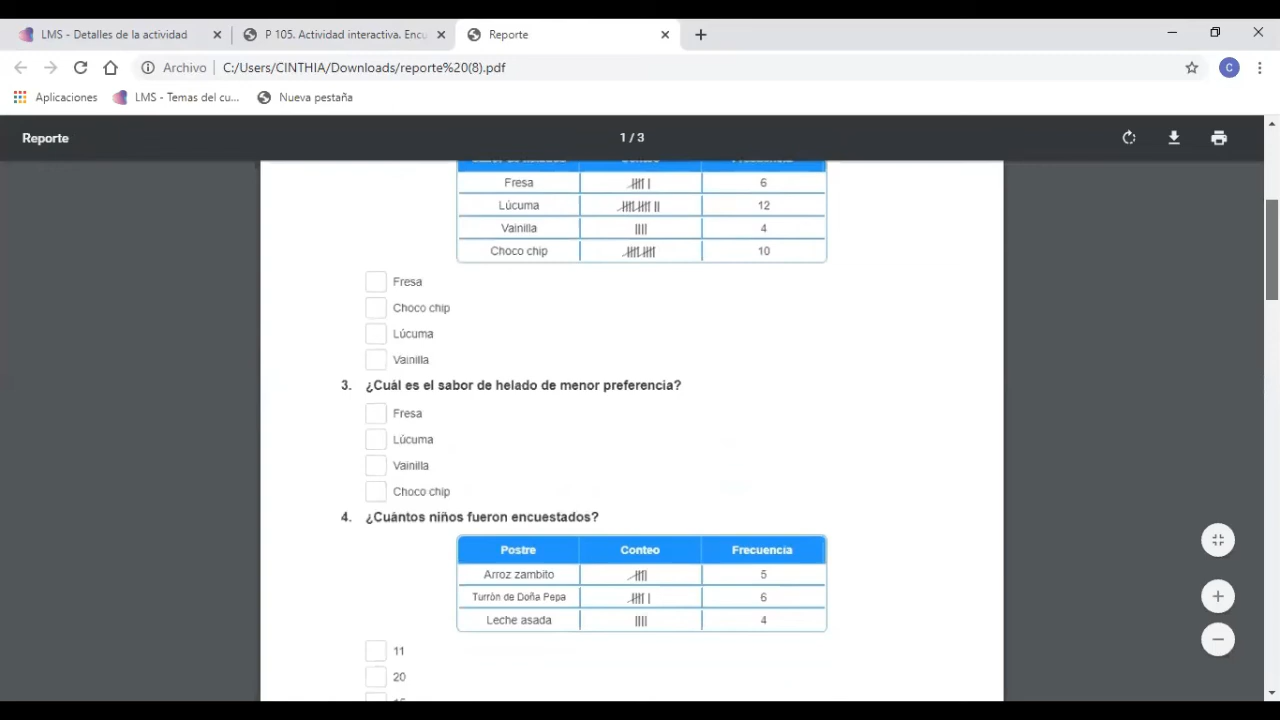 LMS - Detalles de la actividad
P 105. Actividad interactiva. Encu
Reporte
Archivo C:/Users/CINTHIA/Downloads/reporte%20(8).pdf
C
Aplicaciones LMS - Temas del cu... Nueva pestaña
Reporte 1 / 3
Fresa 6
Lúcuma 12
Vainilla 4
Choco chip 10
Fresa
Choco chip
Lúcuma
Vainilla
3. ¿Cuál es el sabor de helado de menor preferencia?
Fresa
Lúcuma
Vainilla
Choco chip
4. ¿Cuántos niños fueron encuestados?
Postre Conteo Frecuencia
Arroz zambito 5
Turrón de Doña Pepa 6
Leche asada 4
11
20